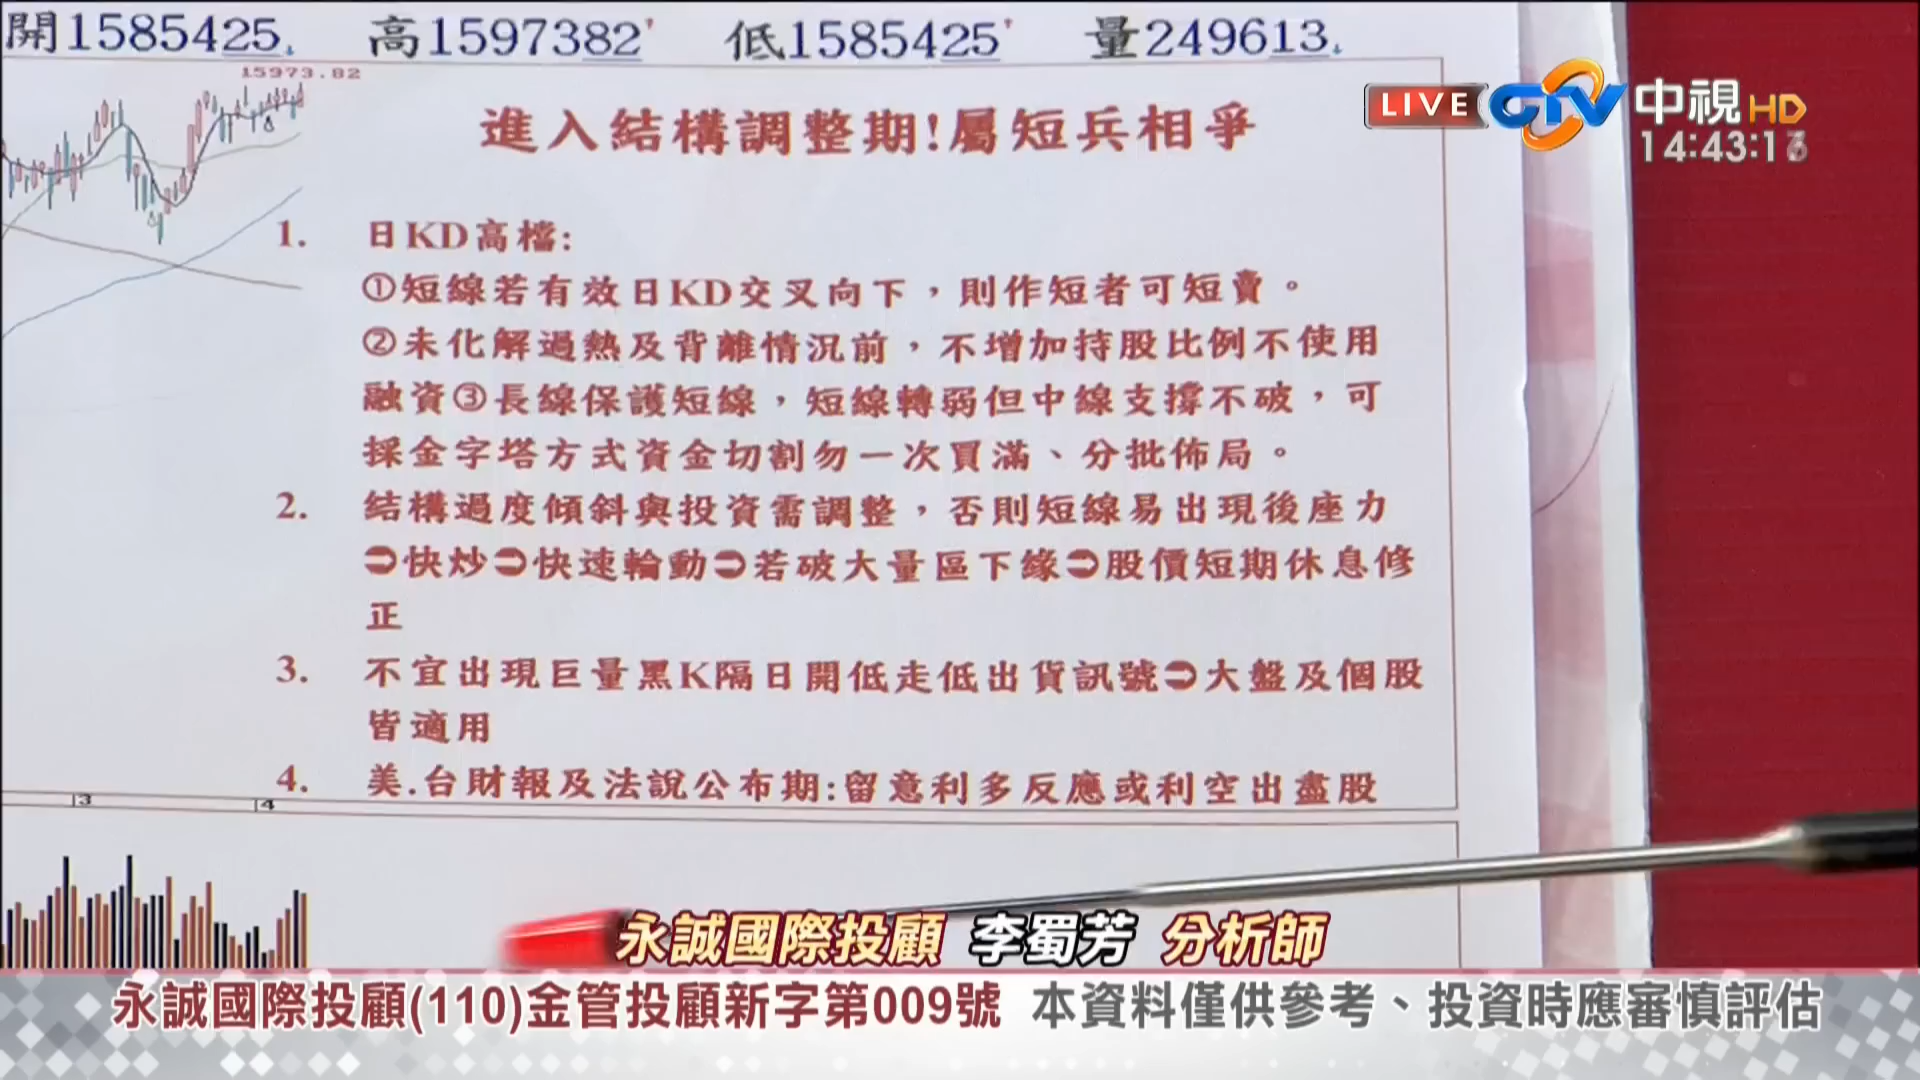 開1585425 高1597382 低1585425 量249613
15973.82
LIVE CTV 中視HD
14:43:1
進入結構調整期!屬短兵相爭
1. 日KD高檔:
①短線若有效日KD交叉向下，則作短者可短賣。
②未化解過熱及背離情況前，不增加持股比例不使用
融資③長線保護短線，短線轉弱但中線支撐不破，可
採金字塔方式資金切割勿一次買滿、分批佈局。
2. 結構過度傾斜與投資需調整，否則短線易出現後座力
⊃快炒⊃快速輪動⊃若破大量區下緣⊃股價短期休息修
正
3. 不宜出現巨量黑K隔日開低走低出貨訊號⊃大盤及個股
皆適用
4. 美.台財報及法說公布期:留意利多反應或利空出盡股
3 4
永誠國際投顧 李蜀芳 分析師
永誠國際投顧(110)金管投顧新字第009號 本資料僅供參考、投資時應審慎評估